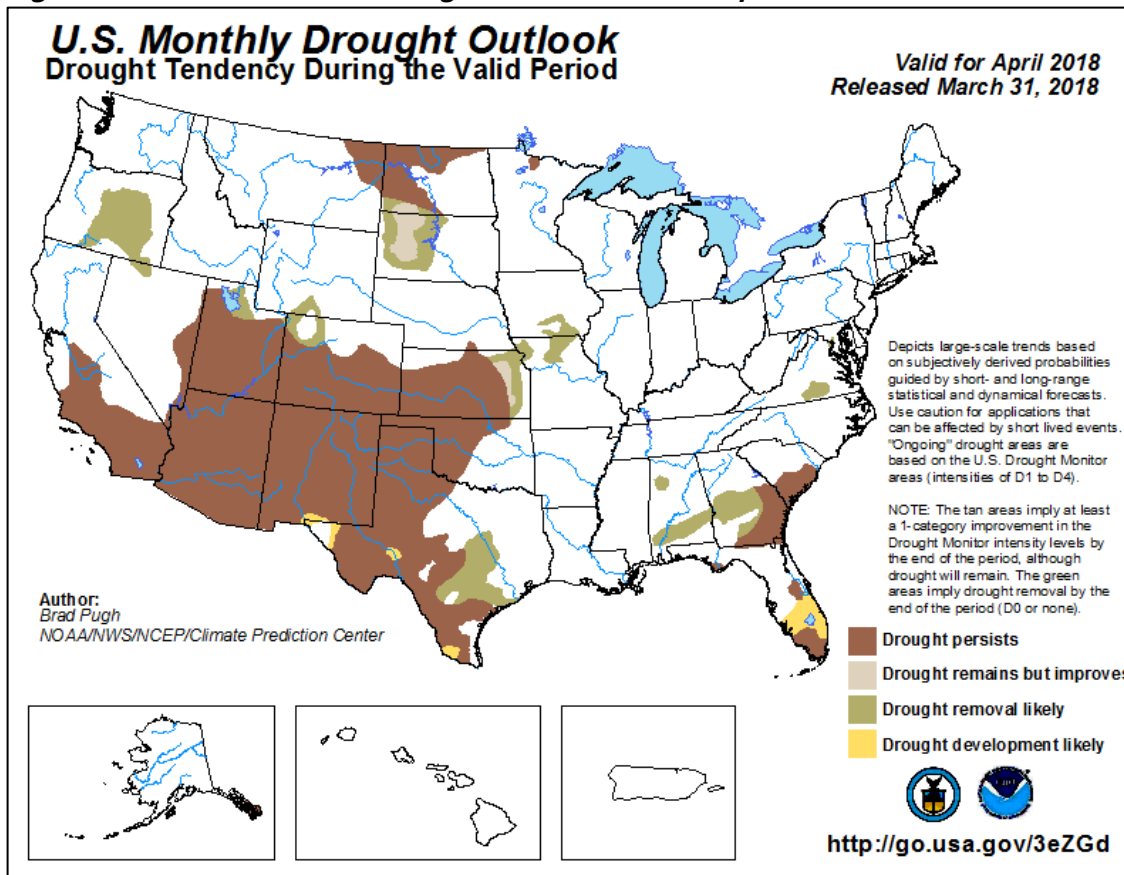 U.S. Monthly Drought Outlook
Drought Tendency During the Valid Period
Valid for April 2018
Released March 31, 2018
Depicts large-scale trends based
on subjectively derived probabilities
guided by short- and long-range
statistical and dynamical forecasts.
Use caution for applications that
can be affected by short lived events.
"Ongoing" drought areas are
based on the U.S. Drought Monitor
areas (intensities of D1 to D4).
NOTE: The tan areas imply at least
a 1-category improvement in the
Drought Monitor intensity levels by
the end of the period, although
drought will remain. The green
areas imply drought removal by the
end of the period (D0 or none).
Author:
Brad Pugh
NOAA/NWS/NCEP/Climate Prediction Center
Drought persists
Drought remains but improves
Drought removal likely
Drought development likely
http://go.usa.gov/3eZGd